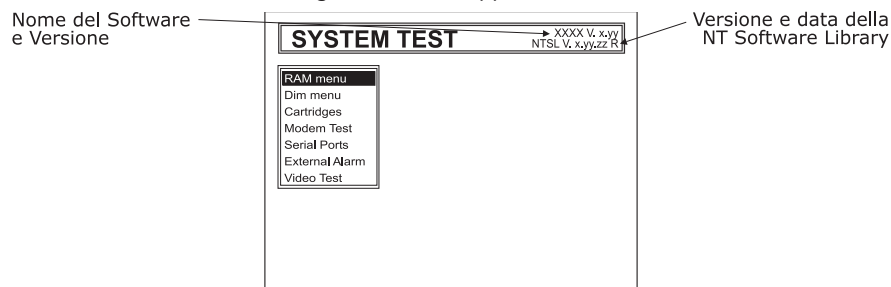 Nome del Software
e Versione
SYSTEM TEST
XXXX V. x.yy
NTSL V. x.yy.zz R
Versione e data della
NT Software Library
RAM menu
Dim menu
Cartridges
Modem Test
Serial Ports
External Alarm
Video Test